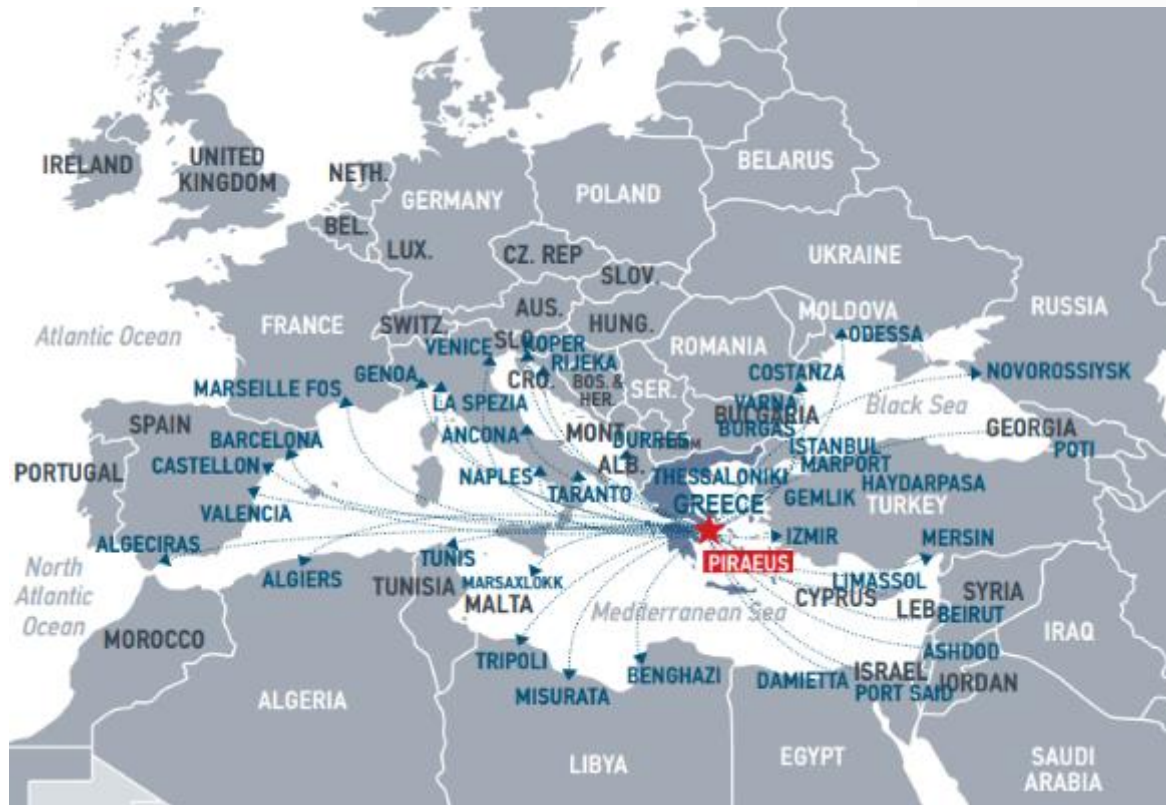 IRELAND
UNITED
KINGDOM
NETH.
BEL.
LUX.
GERMANY
POLAND
BELARUS
CZ. REP
SLOV.
UKRAINE
AUS.
HUNG.
MOLDOVA
RUSSIA
Atlantic Ocean
FRANCE
SWITZ.
SLO.
KOPER
VENICE
RIJEKA
ROMANIA
ODESSA
GENOA
CRO.
BOS. &
HER.
SER.
COSTANZA
NOVOROSSIYSK
MARSEILLE FOS
LA SPEZIA
VARNA
BULGARIA
Black Sea
SPAIN
ANCONA
MONT.
BURGAS
GEORGIA
BARCELONA
DURRES
ISTANBUL
POTI
PORTUGAL
CASTELLON
NAPLES
ALB.
THESSALONIKI
MARPORT
HAYDARPASA
TARANTO
GREECE
GEMLIK
TURKEY
VALENCIA
ALGECIRAS
IZMIR
MERSIN
North
Atlantic
Ocean
ALGIERS
TUNIS
PIRAEUS
TUNISIA
MARSAXLOKK
LIMASSOL
MALTA
CYPRUS
SYRIA
Mediterranean Sea
LEB.
BEIRUT
MOROCCO
IRAQ
TRIPOLI
ASHDOD
BENGHAZI
ISRAEL
DAMIETTA
JORDAN
MISURATA
PORT SAID
ALGERIA
LIBYA
EGYPT
SAUDI
ARABIA